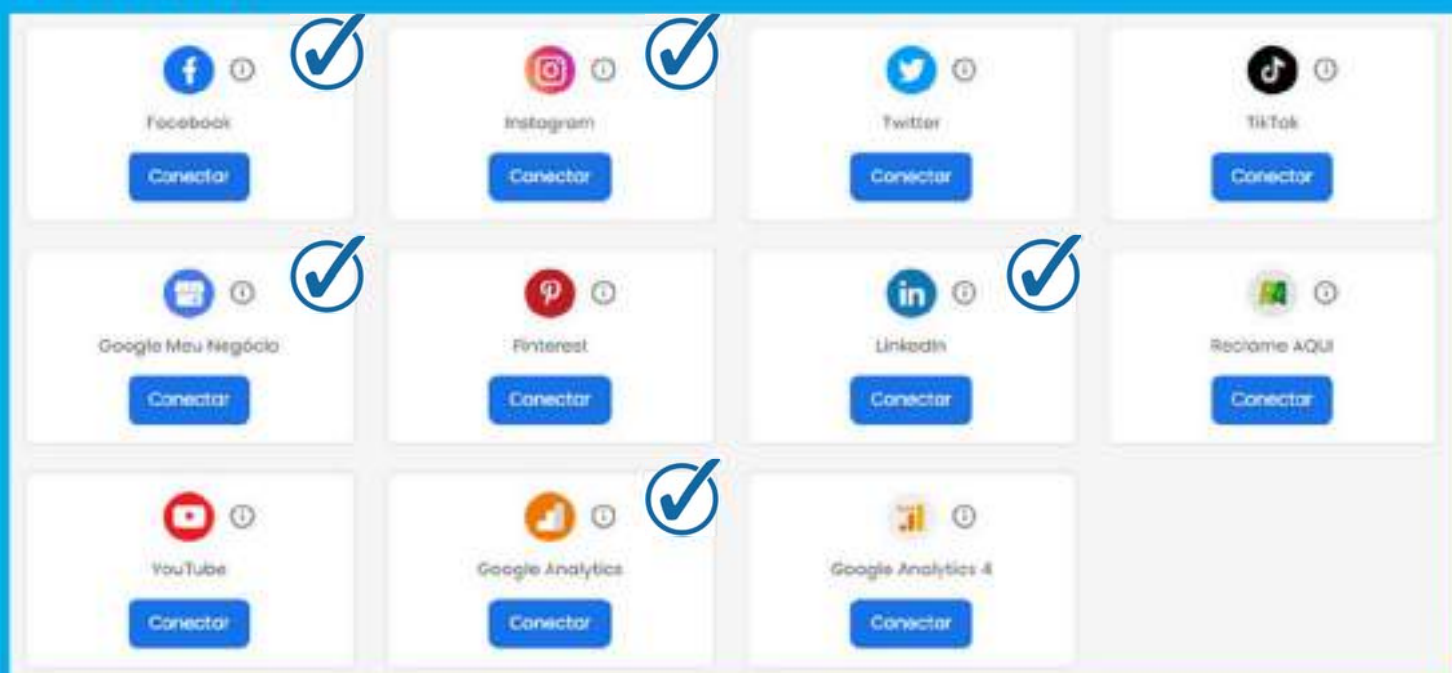 Facebook
Instagram
Twitter
TikTok
Conectar
Conectar
Conectar
Conectar
Google Meu Negócio
Pinterest
LinkedIn
Reclame AQUI
Conectar
Conectar
Conectar
Conectar
YouTube
Google Analytics
Google Analytics 4
Conectar
Conectar
Conectar